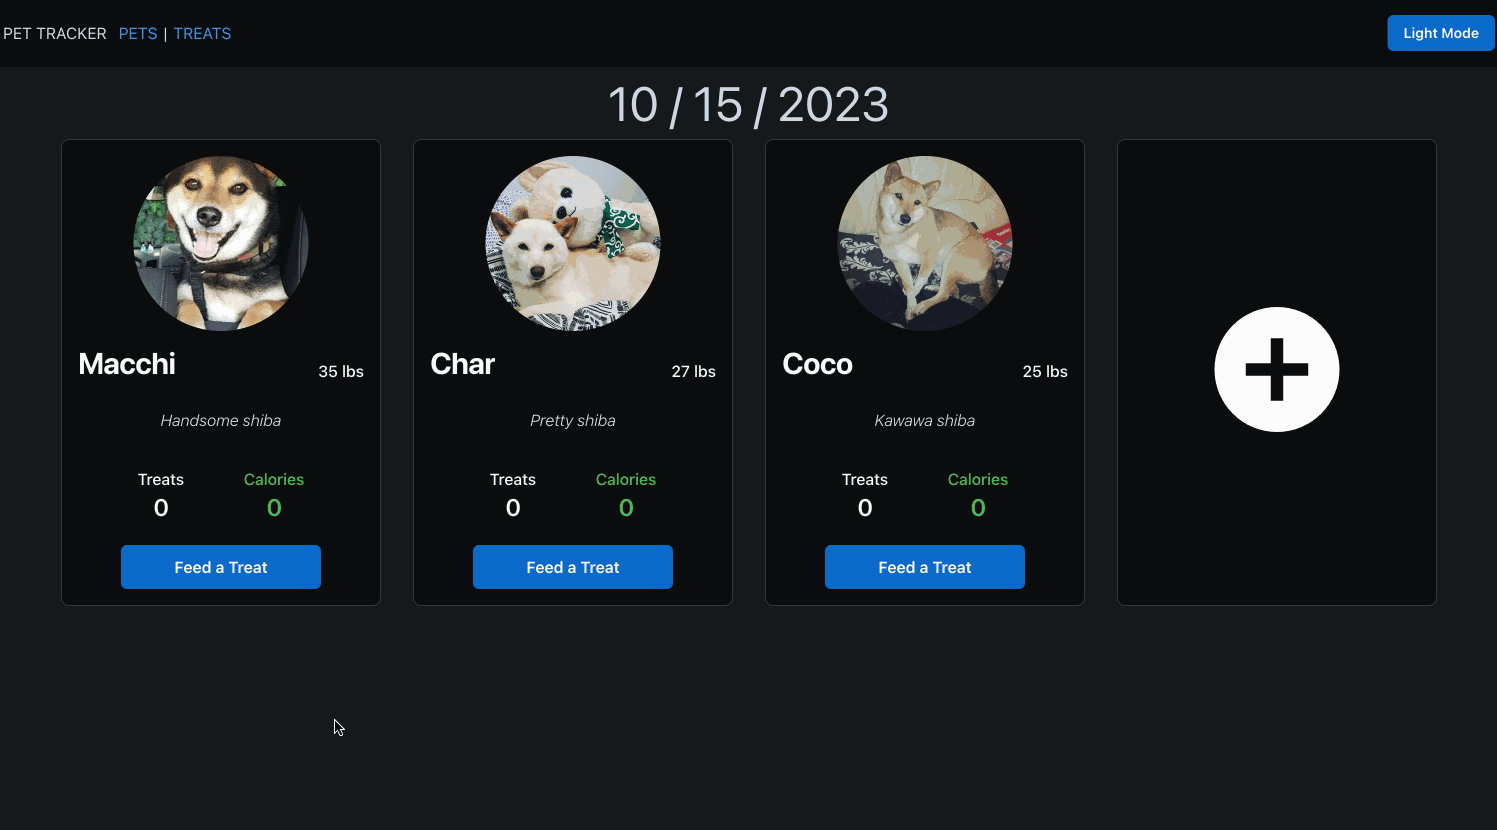 PET TRACKER PETS | TREATS
Light Mode
10 / 15 / 2023
Macchi
35 lbs
Handsome shiba
Treats Calories
0 0
Feed a Treat
Char
27 lbs
Pretty shiba
Treats Calories
0 0
Feed a Treat
Coco
25 lbs
Kawawa shiba
Treats Calories
0 0
Feed a Treat